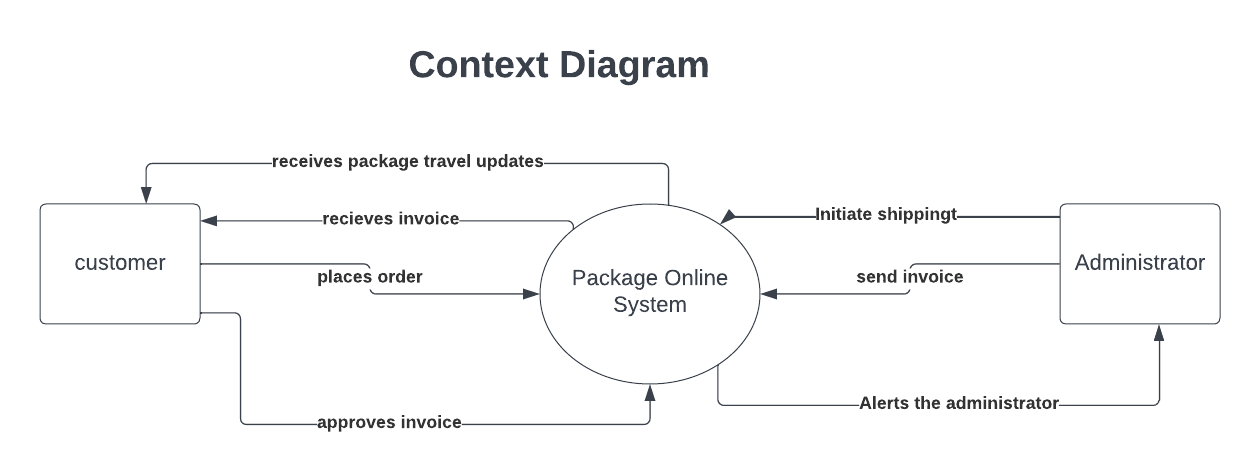 Context Diagram
receives package travel updates
recieves invoice
Initiate shippingt
customer
places order
Package Online
System
send invoice
Administrator
approves invoice
Alerts the administrator